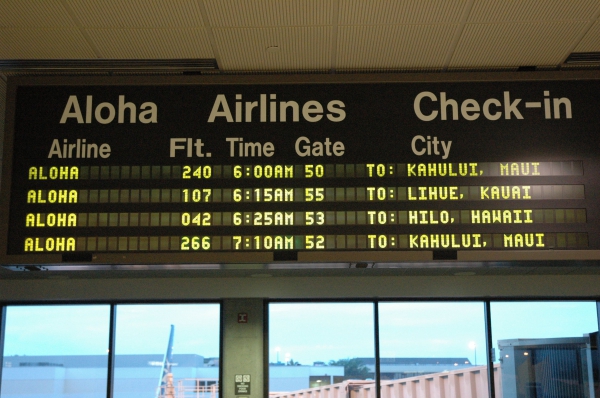 Aloha Airlines Check-in
Airline Flt. Time Gate City
ALOHA 240 6:00AM 50 TO: KAHULUI, MAUI
ALOHA 107 6:15AM 55 TO: LIHUE, KAUAI
ALOHA 042 6:25AM 53 TO: HILO, HAWAII
ALOHA 266 7:10AM 52 TO: KAHULUI, MAUI